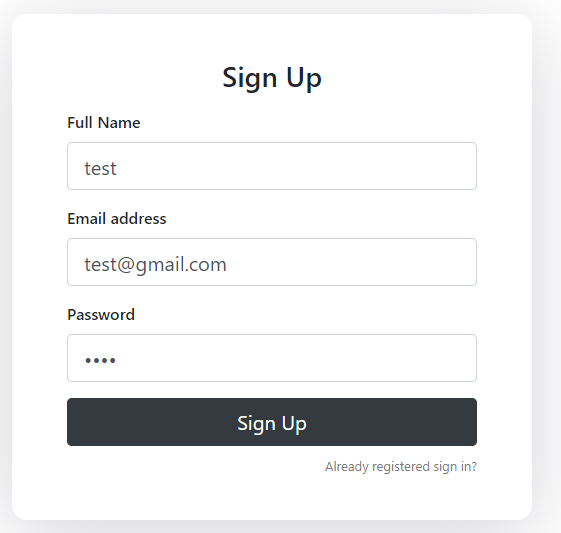 Sign Up
Full Name
test
Email address
test@gmail.com
Password
••••
Sign Up
Already registered sign in?